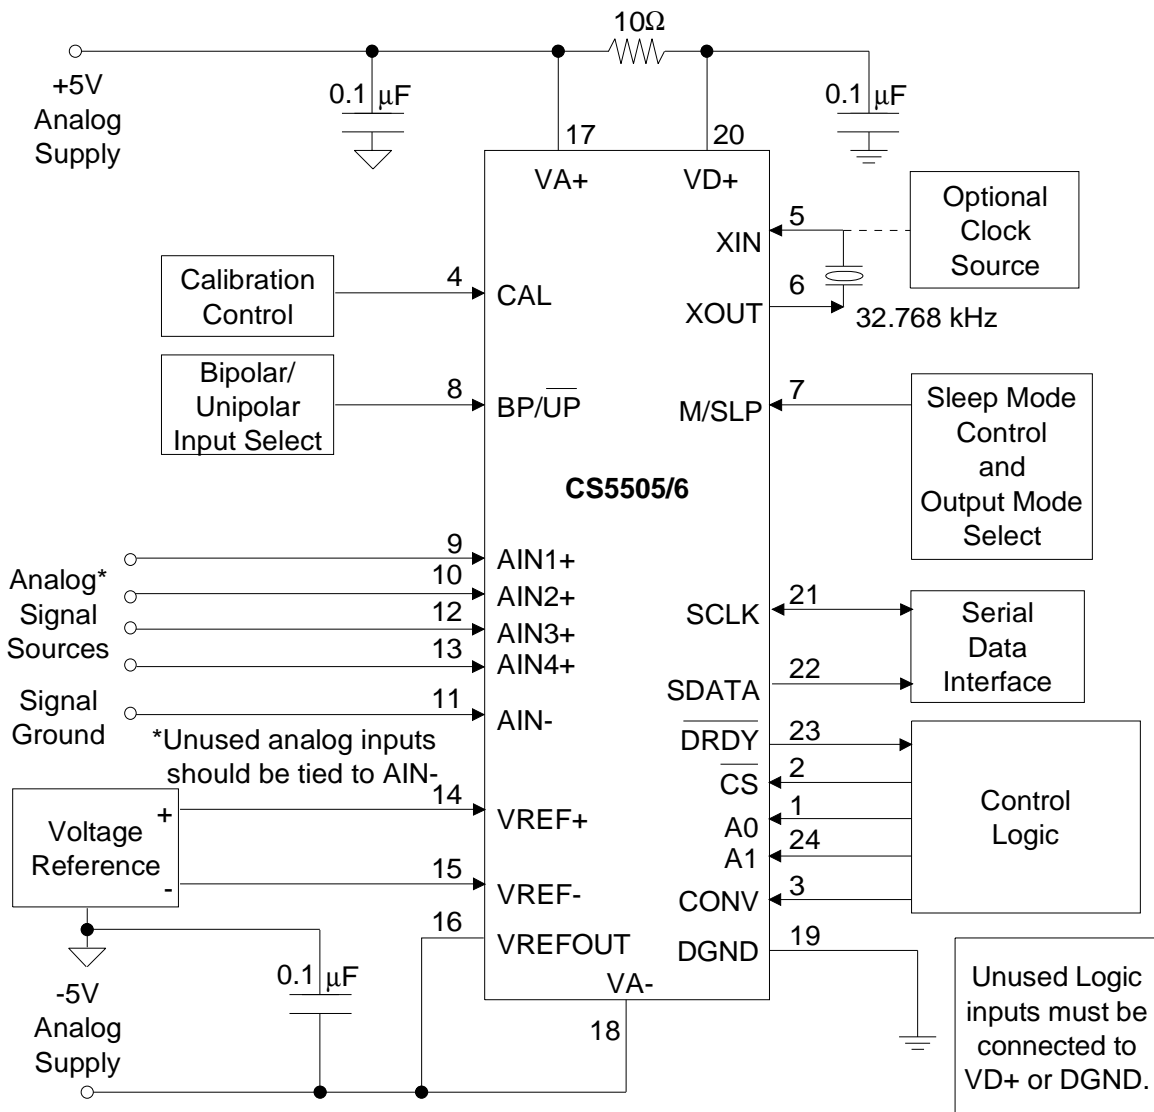 10Ω
+5V
Analog
Supply
0.1 μF
0.1 μF
17
20
VA+
VD+
5
XIN
Optional
Clock
Source
Calibration
Control
4
CAL
6
XOUT
32.768 kHz
Bipolar/
Unipolar
Input Select
8
BP/U̅P̅
7
M/SLP
Sleep Mode
Control
and
Output Mode
Select
CS5505/6
Analog*
Signal
Sources
9
AIN1+
10
AIN2+
12
AIN3+
13
AIN4+
Signal
Ground
11
AIN-
*Unused analog inputs
should be tied to AIN-
21
SCLK
22
SDATA
Serial
Data
Interface
23
D̅R̅D̅Y̅
2
C̅S̅
1
A0
24
A1
3
CONV
Control
Logic
19
DGND
Voltage
Reference
+
-
14
VREF+
15
VREF-
16
VREFOUT
VA-
18
0.1 μF
-5V
Analog
Supply
Unused Logic
inputs must be
connected to
VD+ or DGND.